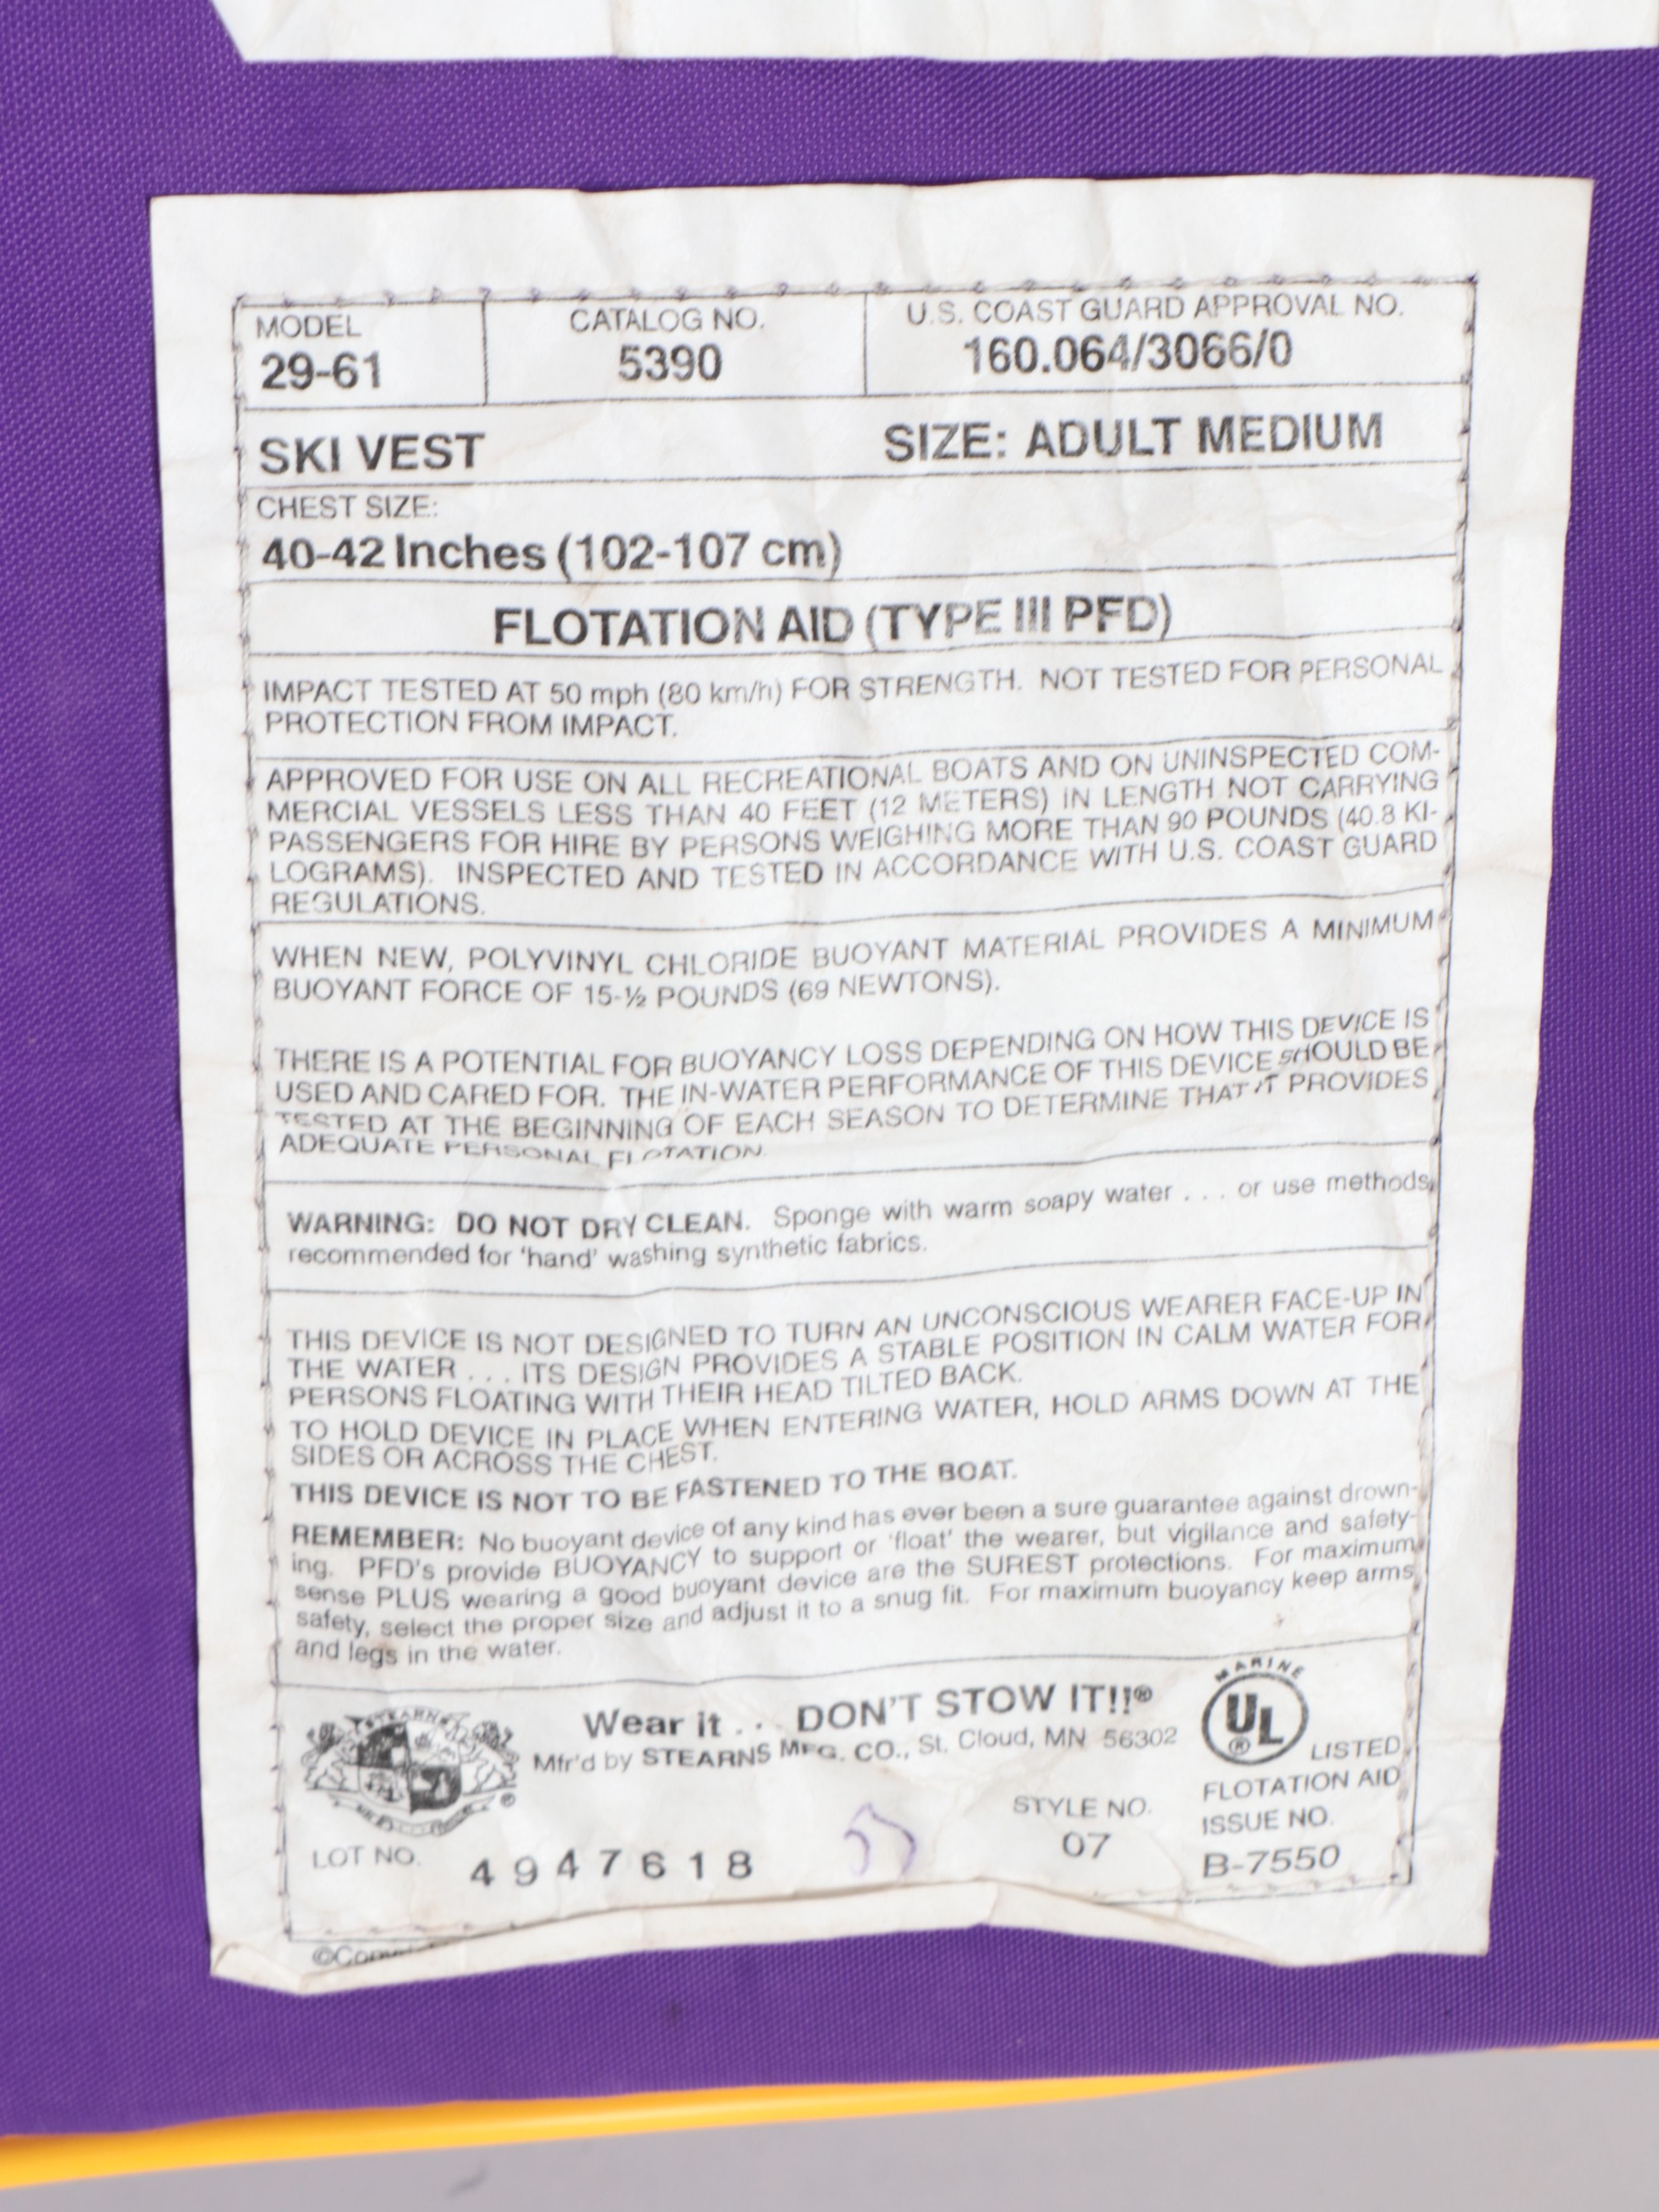 MODEL CATALOG NO. U.S. COAST GUARD APPROVAL NO.
29-61 5390 160.064/3066/0
SKI VEST SIZE: ADULT MEDIUM
CHEST SIZE:
40-42 Inches (102-107 cm)
FLOTATION AID (TYPE III PFD)
IMPACT TESTED AT 50 mph (80 km/h) FOR STRENGTH. NOT TESTED FOR PERSONAL
PROTECTION FROM IMPACT.
APPROVED FOR USE ON ALL RECREATIONAL BOATS AND ON UNINSPECTED COM-
MERCIAL VESSELS LESS THAN 40 FEET (12 METERS) IN LENGTH NOT CARRYING
PASSENGERS FOR HIRE BY PERSONS WEIGHING MORE THAN 90 POUNDS (40.8 KI-
LOGRAMS). INSPECTED AND TESTED IN ACCORDANCE WITH U.S. COAST GUARD
REGULATIONS.
WHEN NEW, POLYVINYL CHLORIDE BUOYANT MATERIAL PROVIDES A MINIMUM
BUOYANT FORCE OF 15-½ POUNDS (69 NEWTONS).
THERE IS A POTENTIAL FOR BUOYANCY LOSS DEPENDING ON HOW THIS DEVICE IS
USED AND CARED FOR. THE IN-WATER PERFORMANCE OF THIS DEVICE SHOULD BE
TESTED AT THE BEGINNING OF EACH SEASON TO DETERMINE THAT IT PROVIDES
ADEQUATE PERSONAL FLOTATION.
WARNING: DO NOT DRY CLEAN. Sponge with warm soapy water . . . or use methods
recommended for 'hand' washing synthetic fabrics.
THIS DEVICE IS NOT DESIGNED TO TURN AN UNCONSCIOUS WEARER FACE-UP IN
THE WATER . . . ITS DESIGN PROVIDES A STABLE POSITION IN CALM WATER FOR
PERSONS FLOATING WITH THEIR HEAD TILTED BACK.
TO HOLD DEVICE IN PLACE WHEN ENTERING WATER, HOLD ARMS DOWN AT THE
SIDES OR ACROSS THE CHEST.
THIS DEVICE IS NOT TO BE FASTENED TO THE BOAT.
REMEMBER: No buoyant device of any kind has ever been a sure guarantee against drown-
ing. PFD's provide BUOYANCY to support or 'float' the wearer, but vigilance and safety-
sense PLUS wearing a good buoyant device are the SUREST protections. For maximum
safety, select the proper size and adjust it to a snug fit. For maximum buoyancy keep arms
and legs in the water.
STEARNS
Wear it . . DON'T STOW IT!!®
Mfr'd by STEARNS MFG. CO., St. Cloud, MN 56302
MARINE
UL
®
LISTED
FLOTATION AID
ISSUE NO.
B-7550
STYLE NO.
07
LOT NO. 4947618